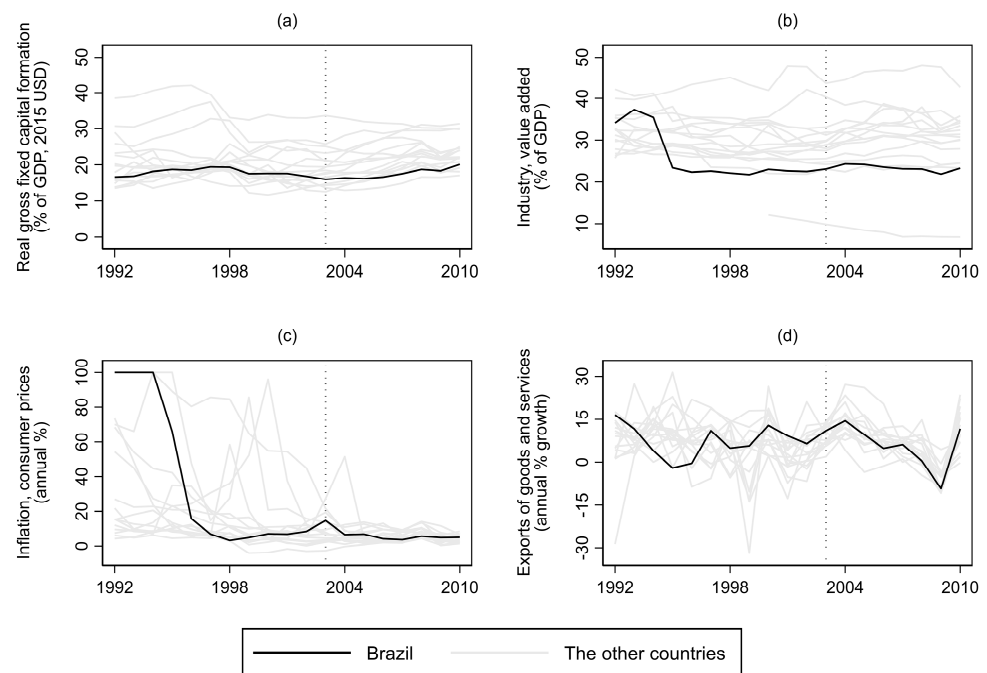 (a)
Real gross fixed capital formation
(% of GDP, 2015 USD)
50
40
30
20
10
0
1992 1998 2004 2010
(b)
Industry, value added
(% of GDP)
50
40
30
20
10
1992 1998 2004 2010
(c)
Inflation, consumer prices
(annual %)
100
80
60
40
20
0
1992 1998 2004 2010
(d)
Exports of goods and services
(annual % growth)
30
15
0
-15
-30
1992 1998 2004 2010
Brazil The other countries